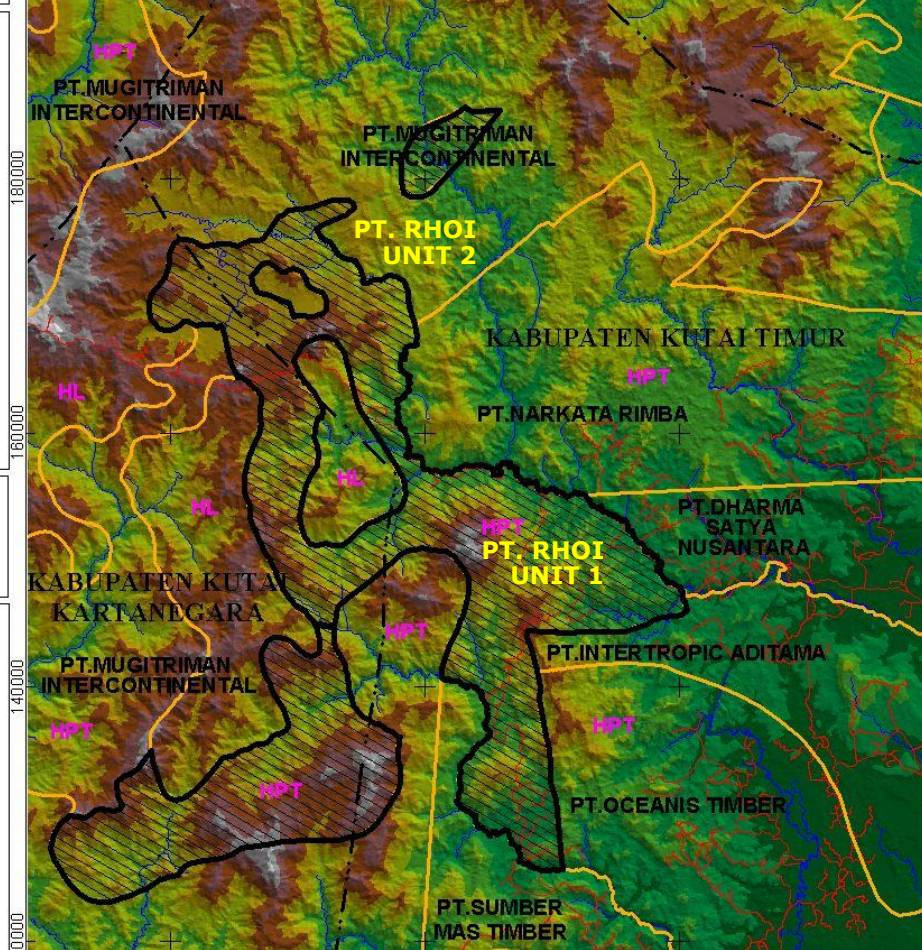 HPT
PT.MUGITRIMAN
INTERCONTINENTAL
PT.MUGITRIMAN
INTERCONTINENTAL
180000
PT. RHOI
UNIT 2
KABUPATEN KUTAI TIMUR
HPT
HL
PT.NARKATA RIMBA
160000
HL
HL
HPT
PT.DHARMA
SATYA
NUSANTARA
PT. RHOI
UNIT 1
KABUPATEN KUTAI
KARTANEGARA
HPT
PT.INTERTROPIC ADITAMA
PT.MUGITRIMAN
INTERCONTINENTAL
140000
HPT
HPT
HPT
PT.OCEANIS TIMBER
PT.SUMBER
MAS TIMBER